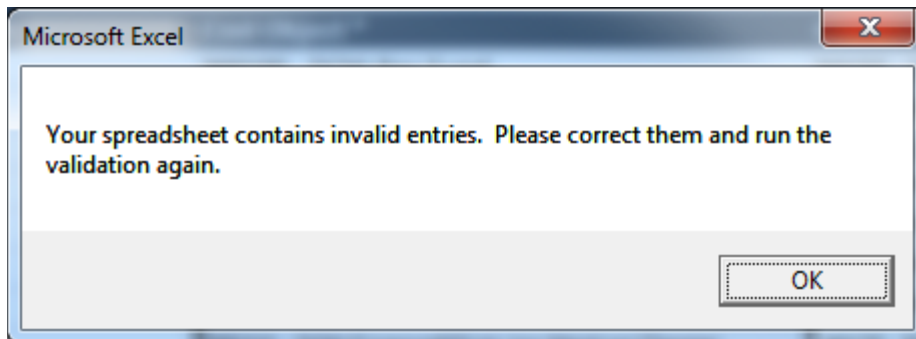 Microsoft Excel
Your spreadsheet contains invalid entries.  Please correct them and run the
validation again.
OK